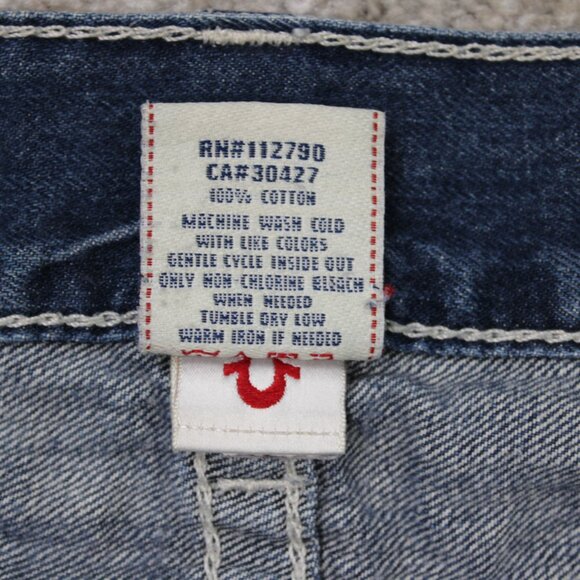 RN#112790
CA#30427
100% COTTON
MACHINE WASH COLD
WITH LIKE COLORS
GENTLE CYCLE INSIDE OUT
ONLY NON-CHLORINE BLEACH
WHEN NEEDED
TUMBLE DRY LOW
WARM IRON IF NEEDED